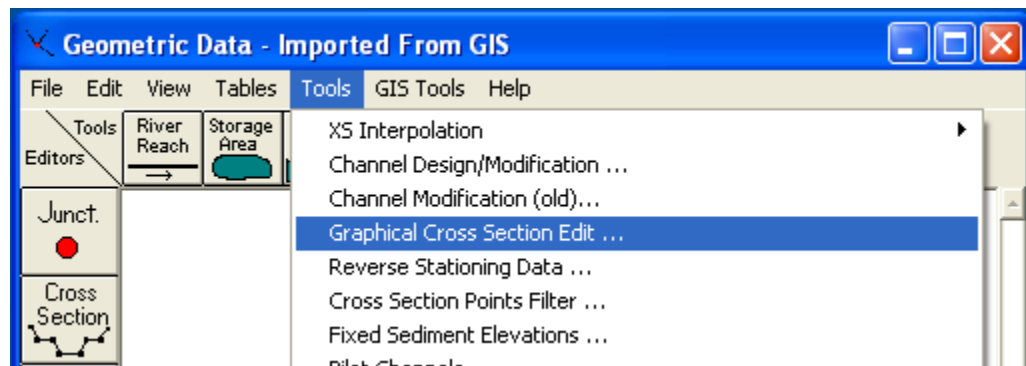 Geometric Data - Imported From GIS
File Edit View Tables Tools GIS Tools Help
Tools
Editors
River
Reach
Storage
Area
XS Interpolation
Channel Design/Modification ...
Channel Modification (old)...
Graphical Cross Section Edit ...
Reverse Stationing Data ...
Cross Section Points Filter ...
Fixed Sediment Elevations ...
Pilot Channels
Junct.
Cross
Section